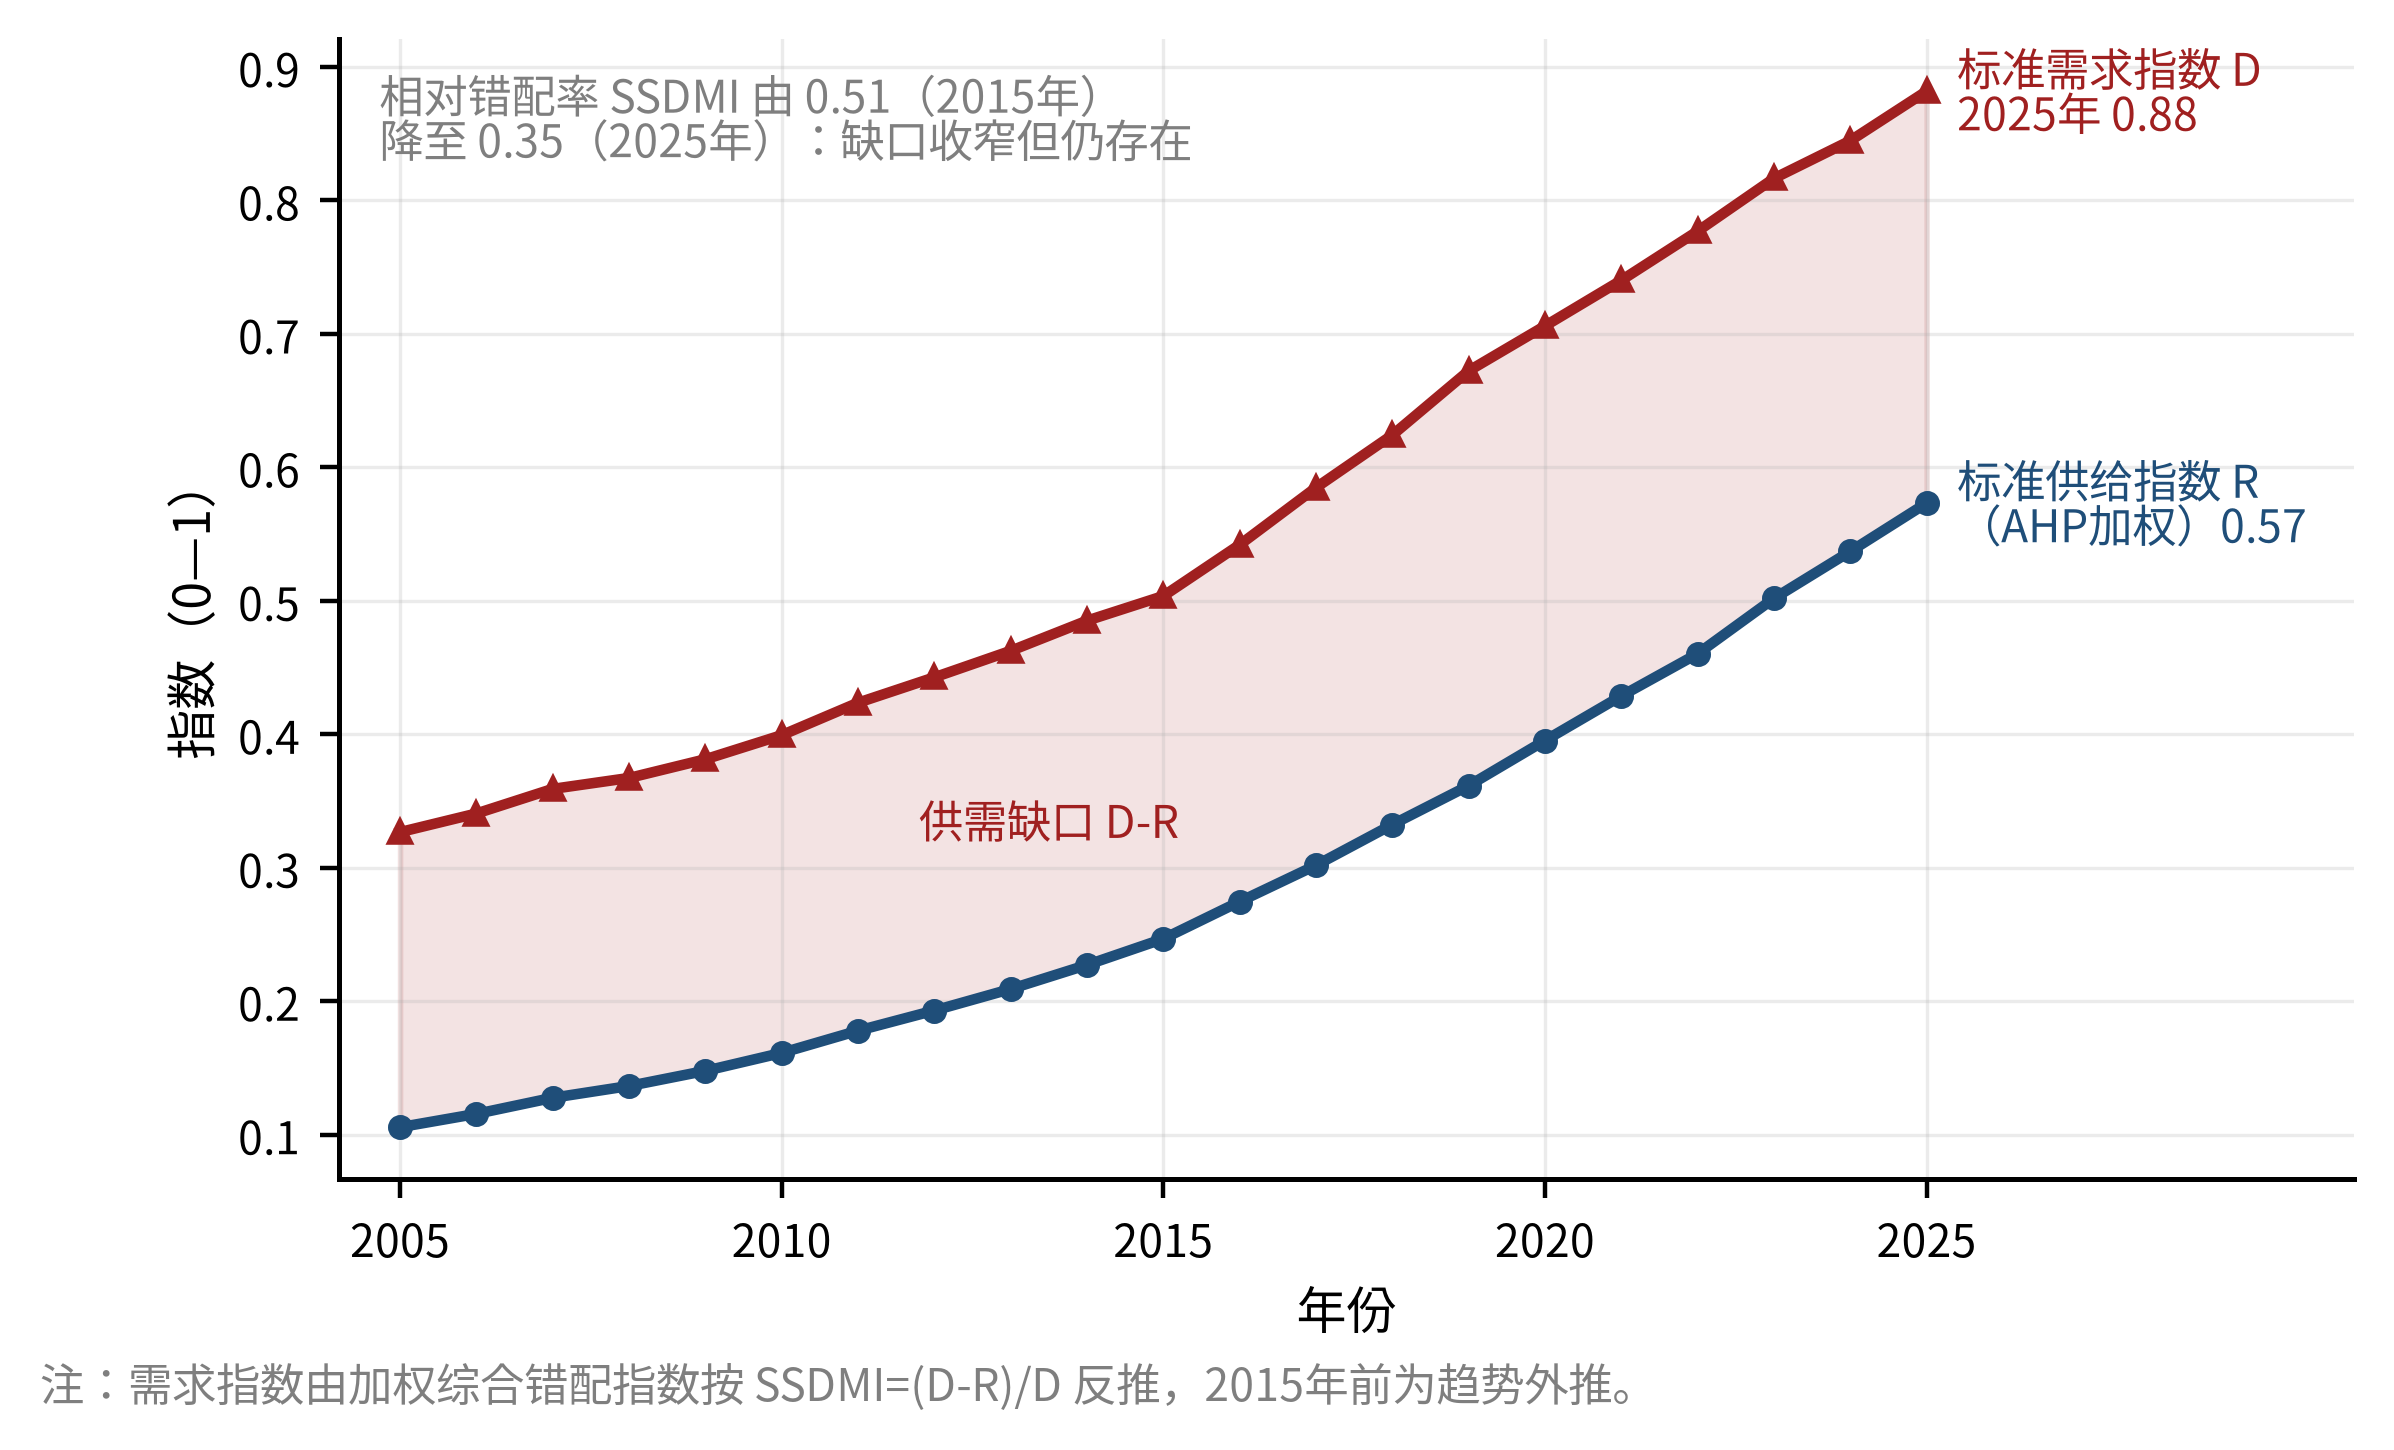 相对错配率 SSDMI 由 0.51（2015年）
降至 0.35（2025年）：缺口收窄但仍存在
标准需求指数 D
2025年 0.88
标准供给指数 R
（AHP加权）0.57
供需缺口 D-R
指数（0—1）
0.9
0.8
0.7
0.6
0.5
0.4
0.3
0.2
0.1
2005 2010 2015 2020 2025
年份
注：需求指数由加权综合错配指数按 SSDMI=(D-R)/D 反推，2015年前为趋势外推。